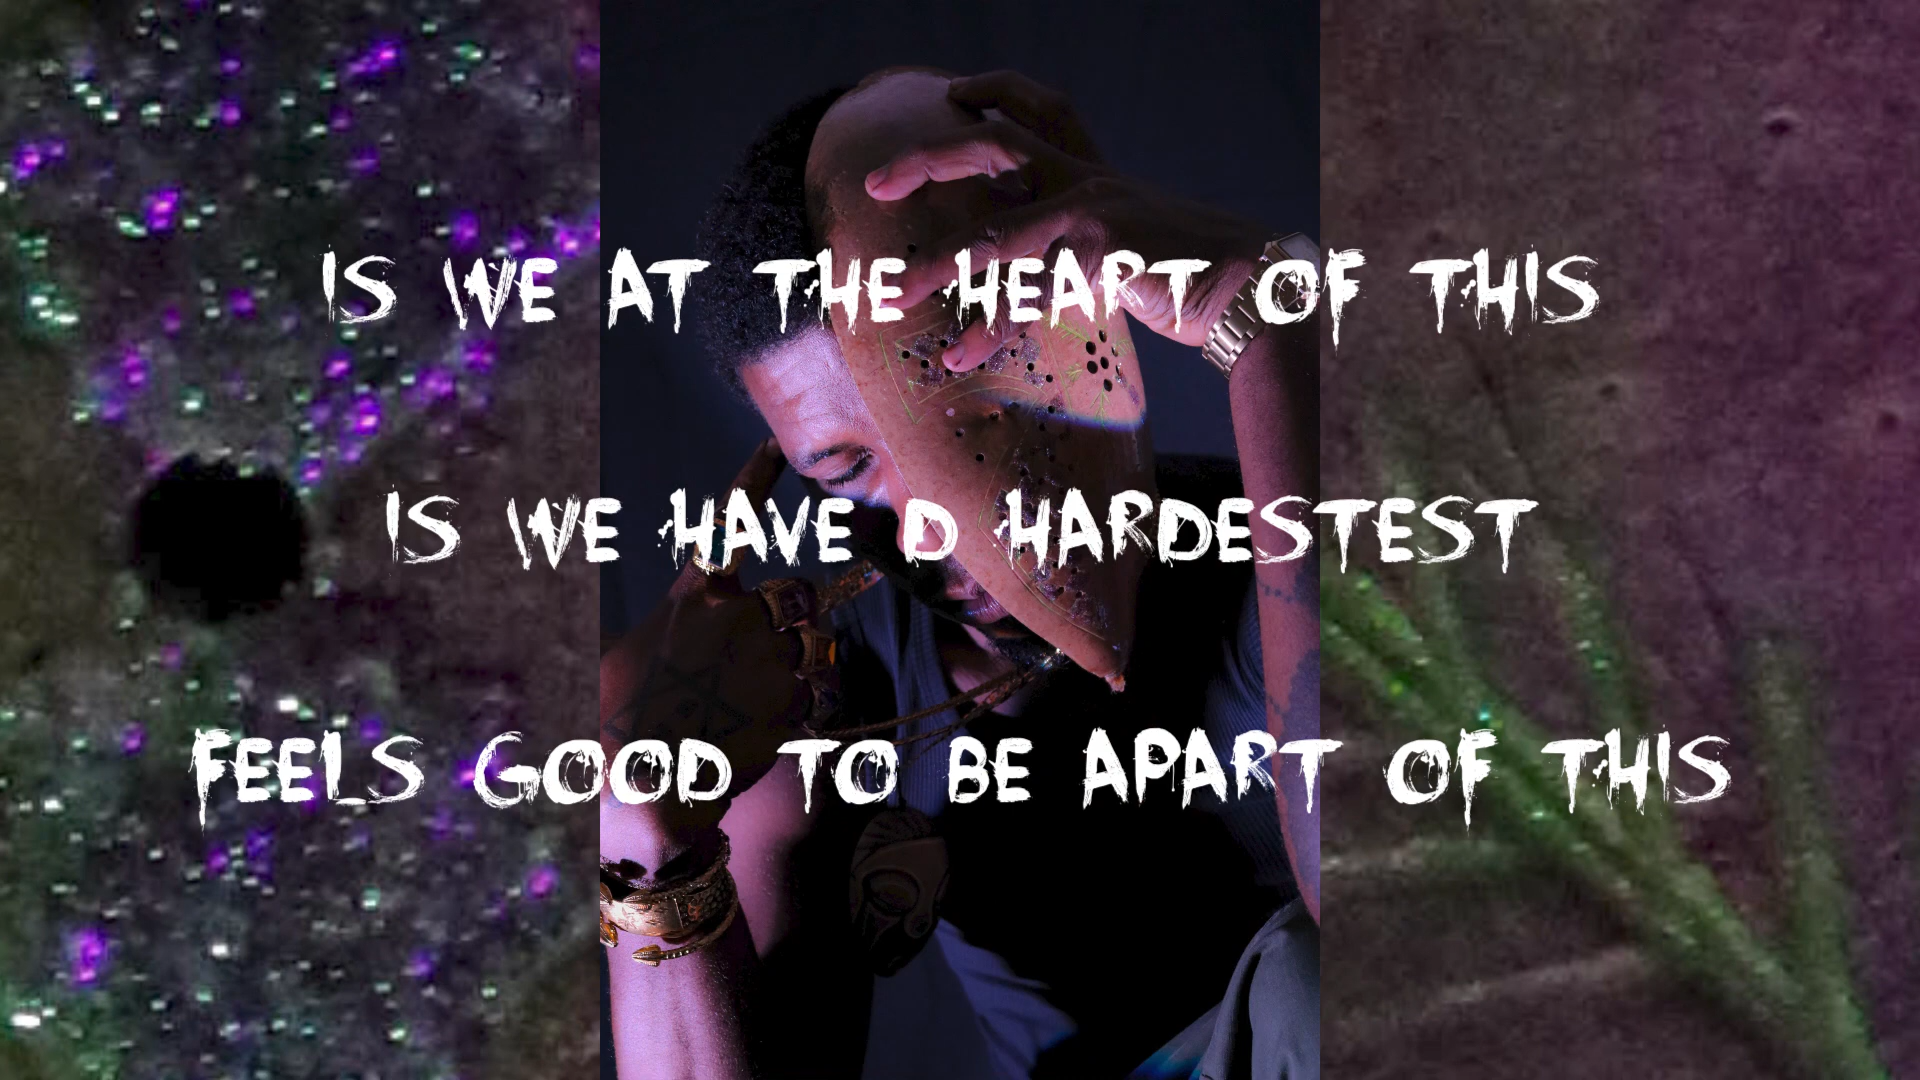 IS WE AT THE HEART OF THIS
IS WE HAVE D HARDESTEST
FEELS GOOD TO BE APART OF THIS